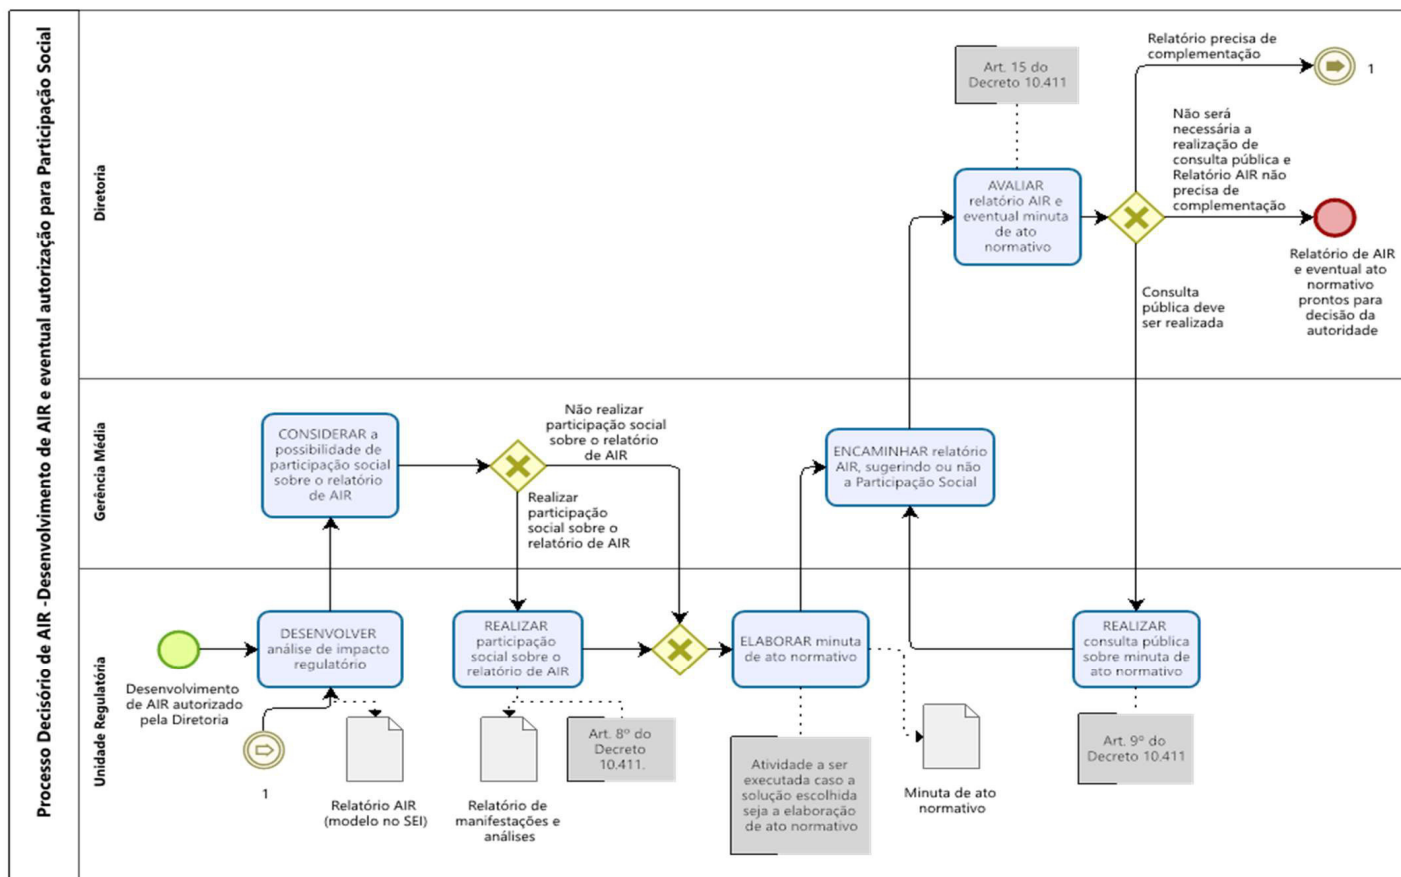 Processo Decisório de AIR -Desenvolvimento de AIR e eventual autorização para Participação Social
Diretoria
Art. 15 do
Decreto 10.411
Relatório precisa de
complementação
1
AVALIAR
relatório AIR e
eventual minuta
de ato
normativo
Não será
necessária a
realização de
consulta pública e
Relatório AIR não
precisa de
complementação
Relatório de AIR
e eventual ato
normativo
prontos para
decisão da
autoridade
Consulta
pública deve
ser realizada
Gerência Média
CONSIDERAR a
possibilidade de
participação social
sobre o relatório
de AIR
Não realizar
participação social
sobre o relatório
de AIR
Realizar
participação
social sobre o
relatório de AIR
ENCAMINHAR relatório
AIR, sugerindo ou não
a Participação Social
Unidade Regulatória
Desenvolvimento
de AIR autorizado
pela Diretoria
DESENVOLVER
análise de impacto
regulatório
1
Relatório AIR
(modelo no SEI)
REALIZAR
participação
social sobre o
relatório de AIR
Relatório de
manifestações e
análises
Art. 8º do
Decreto
10.411.
ELABORAR minuta
de ato normativo
Atividade a ser
executada caso a
solução escolhida
seja a elaboração
de ato normativo
Minuta de ato
normativo
REALIZAR
consulta pública
sobre minuta de
ato normativo
Art. 9º do
Decreto 10.411